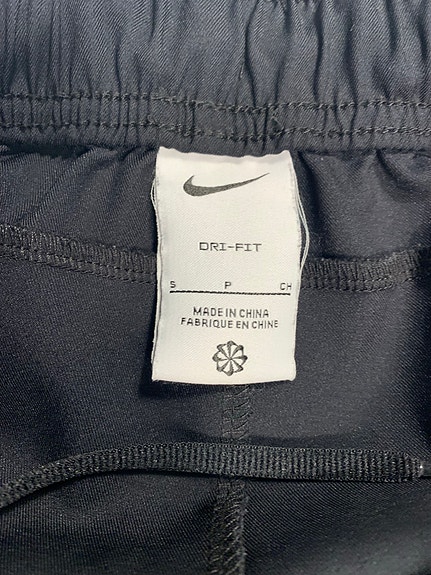 DRI-FIT
S P CH
MADE IN CHINA
FABRIQUE EN CHINE